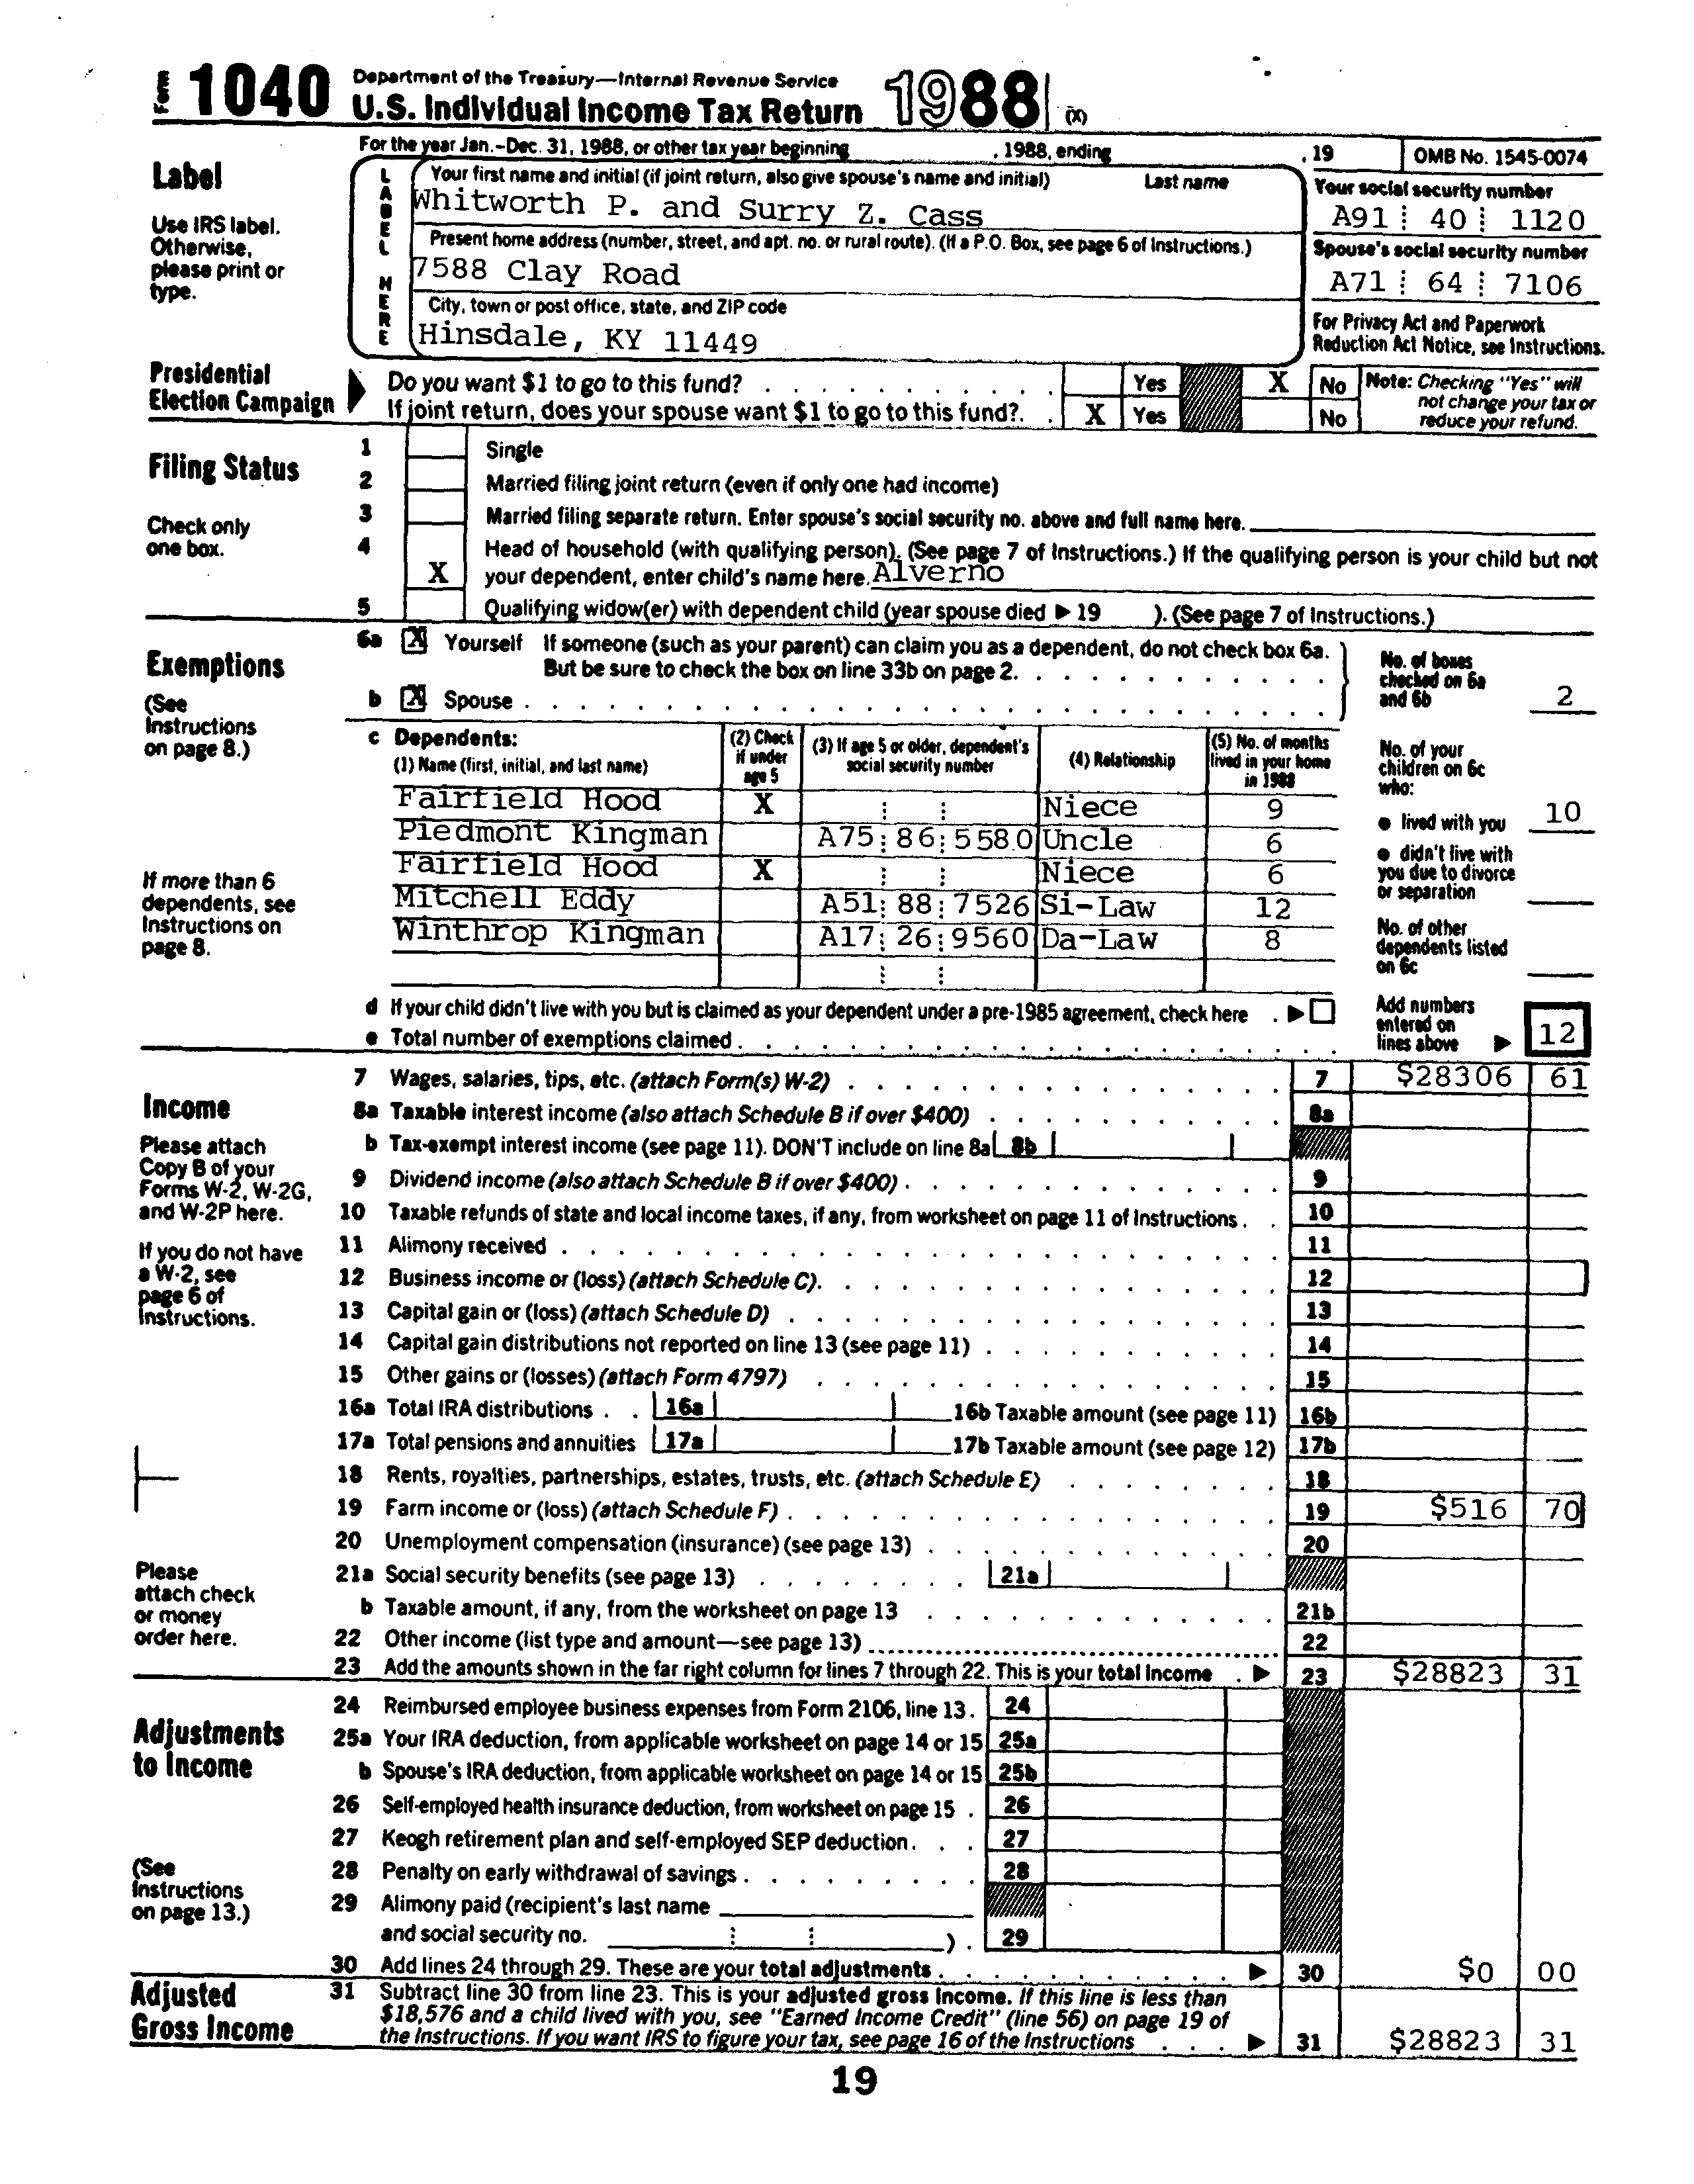 Form 1040 Department of the Treasury—Internal Revenue Service
U.S. Individual Income Tax Return 1988 (X)
For the year Jan.–Dec. 31, 1988, or other tax year beginning , 1988, ending , 19 OMB No. 1545-0074
Label
Use IRS label.
Otherwise,
please print or
type.
LABEL HERE
Your first name and initial (if joint return, also give spouse's name and initial) Last name
Whitworth P. and Surry Z. Cass
Your social security number
A91 40 1120
Present home address (number, street, and apt. no. or rural route). (If a P.O. Box, see page 6 of Instructions.)
7588 Clay Road
Spouse's social security number
A71 64 7106
City, town or post office, state, and ZIP code
Hinsdale, KY 11449
For Privacy Act and Paperwork
Reduction Act Notice, see Instructions.
Presidential
Election Campaign
Do you want $1 to go to this fund? Yes X No
If joint return, does your spouse want $1 to go to this fund? X Yes No
Note: Checking "Yes" will
not change your tax or
reduce your refund.
Filing Status
Check only
one box.
1 Single
2 Married filing joint return (even if only one had income)
3 Married filing separate return. Enter spouse's social security no. above and full name here.
4 Head of household (with qualifying person). (See page 7 of Instructions.) If the qualifying person is your child but not
X your dependent, enter child's name here. Alverno
5 Qualifying widow(er) with dependent child (year spouse died ▶ 19 ). (See page 7 of Instructions.)
Exemptions
(See
Instructions
on page 8.)
If more than 6
dependents, see
Instructions on
page 8.
6a X Yourself If someone (such as your parent) can claim you as a dependent, do not check box 6a.
But be sure to check the box on line 33b on page 2.
b X Spouse
No. of boxes
checked on 6a
and 6b 2
c Dependents:
(1) Name (first, initial, and last name)
(2) Check
if under
age 5
(3) If age 5 or older, dependent's
social security number
(4) Relationship
(5) No. of months
lived in your home
in 1988
Fairfield Hood X Niece 9
Piedmont Kingman A75 86 5580 Uncle 6
Fairfield Hood X Niece 6
Mitchell Eddy A51 88 7526 Si-Law 12
Winthrop Kingman A17 26 9560 Da-Law 8
No. of your
children on 6c
who:
● lived with you 10
● didn't live with
you due to divorce
or separation
No. of other
dependents listed
on 6c
d If your child didn't live with you but is claimed as your dependent under a pre-1985 agreement, check here ▶
e Total number of exemptions claimed
Add numbers
entered on
lines above ▶ 12
Income
Please attach
Copy B of your
Forms W-2, W-2G,
and W-2P here.
If you do not have
a W-2, see
page 6 of
Instructions.
Please
attach check
or money
order here.
7 Wages, salaries, tips, etc. (attach Form(s) W-2) 7 $28306 61
8a Taxable interest income (also attach Schedule B if over $400) 8a
b Tax-exempt interest income (see page 11). DON'T include on line 8a 8b
9 Dividend income (also attach Schedule B if over $400) 9
10 Taxable refunds of state and local income taxes, if any, from worksheet on page 11 of Instructions 10
11 Alimony received 11
12 Business income or (loss) (attach Schedule C) 12
13 Capital gain or (loss) (attach Schedule D) 13
14 Capital gain distributions not reported on line 13 (see page 11) 14
15 Other gains or (losses) (attach Form 4797) 15
16a Total IRA distributions 16a 16b Taxable amount (see page 11) 16b
17a Total pensions and annuities 17a 17b Taxable amount (see page 12) 17b
18 Rents, royalties, partnerships, estates, trusts, etc. (attach Schedule E) 18
19 Farm income or (loss) (attach Schedule F) 19 $516 70
20 Unemployment compensation (insurance) (see page 13) 20
21a Social security benefits (see page 13) 21a
b Taxable amount, if any, from the worksheet on page 13 21b
22 Other income (list type and amount—see page 13) 22
23 Add the amounts shown in the far right column for lines 7 through 22. This is your total income ▶ 23 $28823 31
Adjustments
to Income
(See
Instructions
on page 13.)
24 Reimbursed employee business expenses from Form 2106, line 13. 24
25a Your IRA deduction, from applicable worksheet on page 14 or 15 25a
b Spouse's IRA deduction, from applicable worksheet on page 14 or 15 25b
26 Self-employed health insurance deduction, from worksheet on page 15 26
27 Keogh retirement plan and self-employed SEP deduction 27
28 Penalty on early withdrawal of savings 28
29 Alimony paid (recipient's last name
and social security no. ) 29
30 Add lines 24 through 29. These are your total adjustments ▶ 30 $0 00
Adjusted
Gross Income
31 Subtract line 30 from line 23. This is your adjusted gross income. If this line is less than
$18,576 and a child lived with you, see "Earned Income Credit" (line 56) on page 19 of
the Instructions. If you want IRS to figure your tax, see page 16 of the Instructions ▶ 31 $28823 31
19